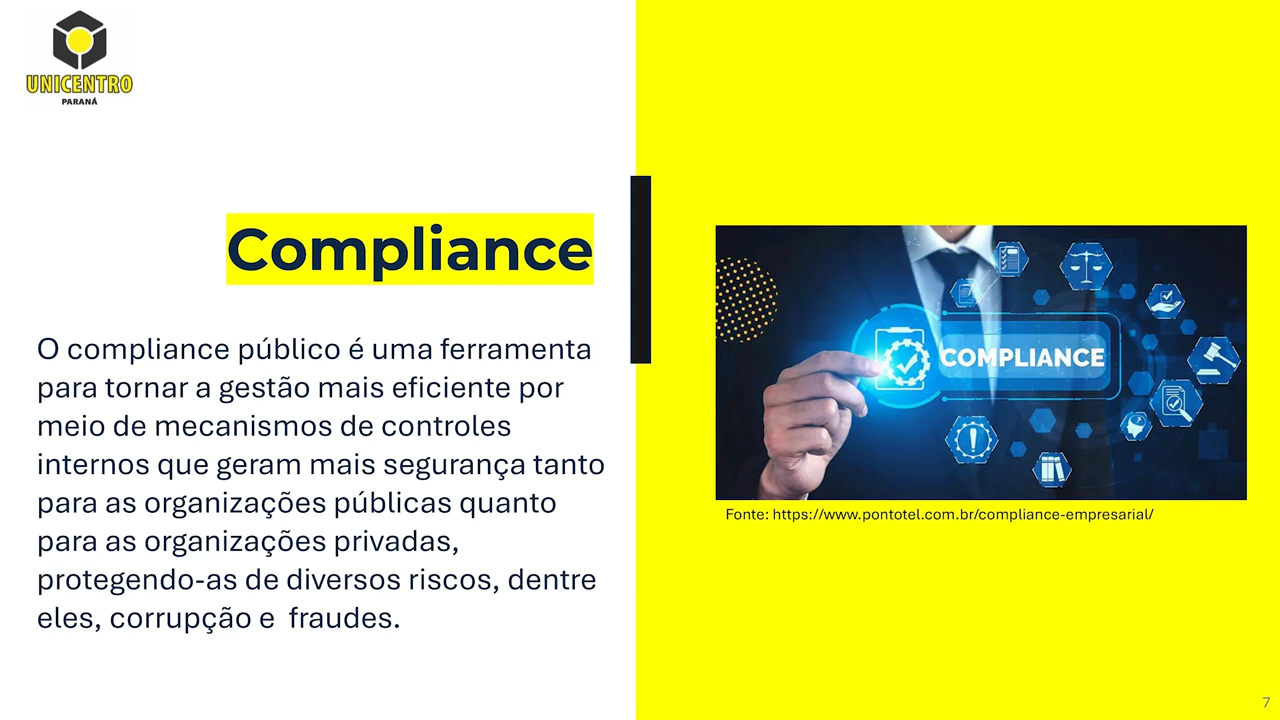 UNICENTRO
PARANÁ
Compliance
O compliance público é uma ferramenta
para tornar a gestão mais eficiente por
meio de mecanismos de controles
internos que geram mais segurança tanto
para as organizações públicas quanto
para as organizações privadas,
protegendo-as de diversos riscos, dentre
eles, corrupção e  fraudes.
COMPLIANCE
Fonte: https://www.pontotel.com.br/compliance-empresarial/
7